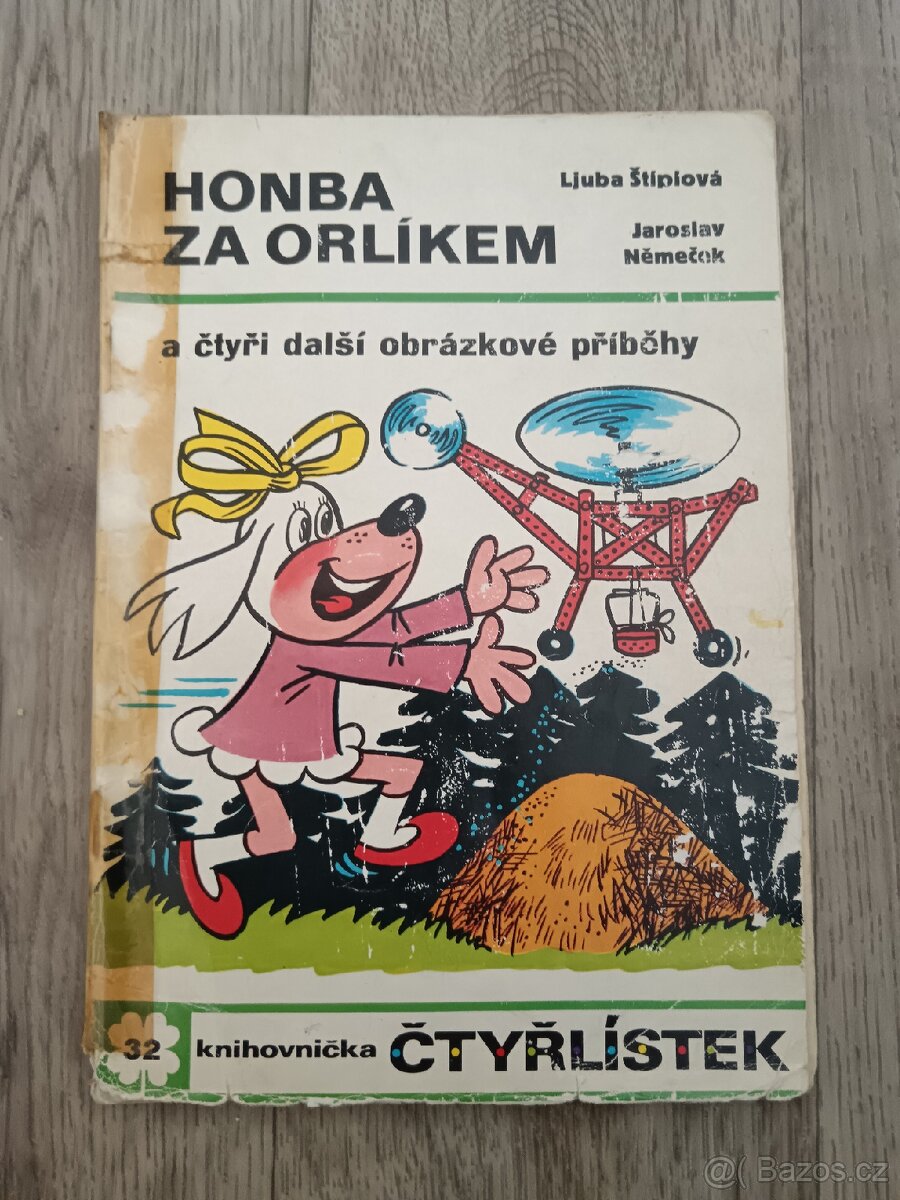 HONBA
ZA ORLÍKEM
Ljuba Štíplová
Jaroslav
Němeček
a čtyři další obrázkové příběhy
32
knihovnička ČTYŘLÍSTEK
@( Bazos.cz